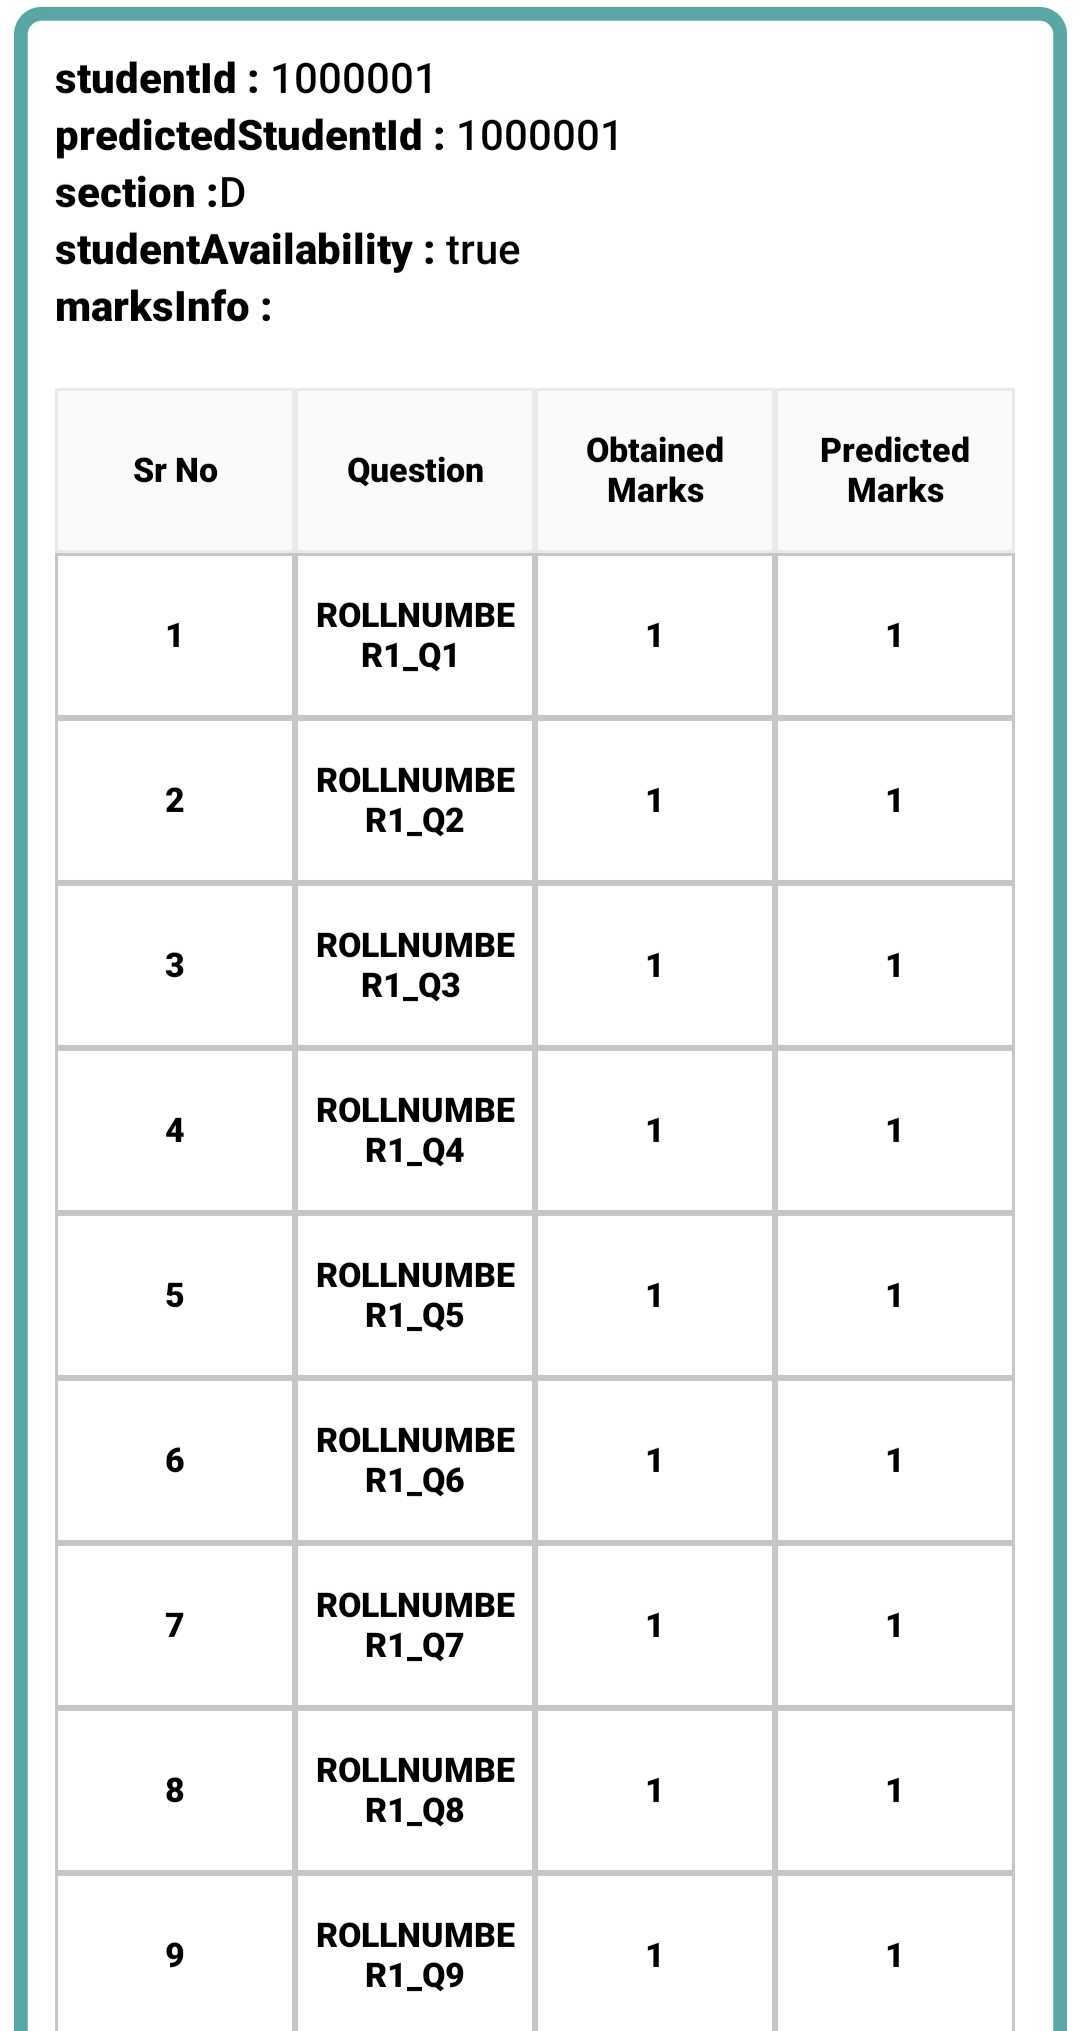 studentId : 1000001
predictedStudentId : 1000001
section :D
studentAvailability : true
marksInfo :
Sr No Question Obtained Marks Predicted Marks
1 ROLLNUMBER1_Q1 1 1
2 ROLLNUMBER1_Q2 1 1
3 ROLLNUMBER1_Q3 1 1
4 ROLLNUMBER1_Q4 1 1
5 ROLLNUMBER1_Q5 1 1
6 ROLLNUMBER1_Q6 1 1
7 ROLLNUMBER1_Q7 1 1
8 ROLLNUMBER1_Q8 1 1
9 ROLLNUMBER1_Q9 1 1